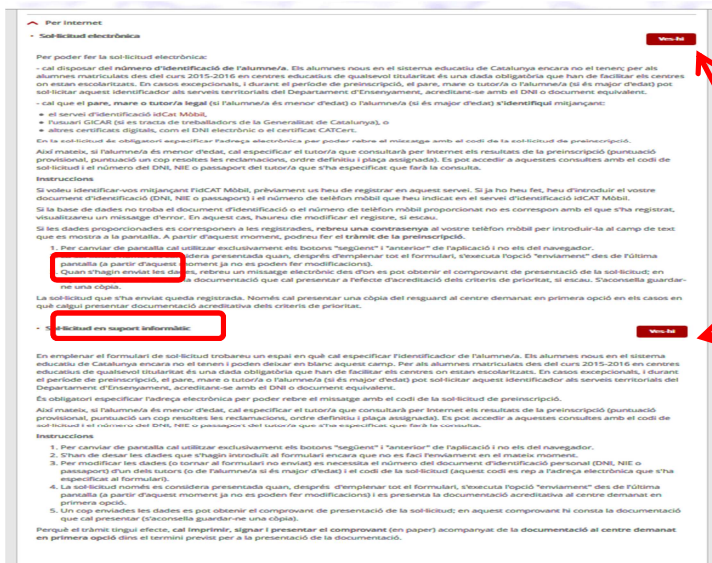 Per internet
- Sol·licitud electrònica
Ves-hi
Per poder fer la sol·licitud electrònica:
- cal disposar del número d'identificació de l'alumne/a. Els alumnes nous en el sistema educatiu de Catalunya encara no el tenen; per als
alumnes matriculats des del curs 2015-2016 en centres educatius de qualsevol titularitat és una dada obligatòria que han de facilitar els centres
on estan escolaritzats. En casos excepcionals, i durant el període de preinscripció, el pare, mare o tutor/a o l'alumne/a (si és major d'edat) pot
sol·licitar aquest identificador als serveis territorials del Departament d'Ensenyament, acreditant-se amb el DNI o document equivalent.
- cal que el pare, mare o tutor/a legal (si l'alumne/a és menor d'edat) o l'alumne/a (si és major d'edat) s'identifiqui mitjançant:
• el servei d'identificació idCat Mòbil,
• l'usuari GICAR (si es tracta de treballadors de la Generalitat de Catalunya), o
• altres certificats digitals, com el DNI electrònic o el certificat CATCert.
En la sol·licitud és obligatori especificar l'adreça electrònica per poder rebre el missatge amb el codi de la sol·licitud de preinscripció.
Així mateix, si l'alumne/a és menor d'edat, cal especificar el tutor/a que consultarà per Internet els resultats de la preinscripció (puntuació
provisional, puntuació un cop resoltes les reclamacions, ordre definitiu i plaça assignada). Es pot accedir a aquestes consultes amb el codi de
sol·licitud i el número del DNI, NIE o passaport del tutor/a que s'ha especificat que farà la consulta.
Instruccions
Si voleu identificar-vos mitjançant l'idCAT Mòbil, prèviament us heu de registrar en aquest servei. Si ja ho heu fet, heu d'introduir el vostre
document d'identificació (DNI, NIE o passaport) i el número de telèfon mòbil que heu indicat en el servei d'identificació idCAT Mòbil.
Si la base de dades no troba el document d'identificació o el número de telèfon mòbil proporcionat no es correspon amb el que s'ha registrat,
visualitzareu un missatge d'error. En aquest cas, haureu de modificar el registre, si escau.
Si les dades proporcionades es corresponen a les registrades, rebreu una contrasenya al vostre telèfon mòbil per introduir-la al camp de text
que es mostra a la pantalla. A partir d'aquest moment, podreu fer el tràmit de la preinscripció.
1. Per canviar de pantalla cal utilitzar exclusivament els botons "següent" i "anterior" de l'aplicació i no els del navegador.
idera presentada quan, després d'emplenar tot el formulari, s'executa l'opció "enviament" des de l'última
pantalla (a partir d'aquest moment ja no es poden fer modificacions).
Quan s'hagin enviat les dades, rebreu un missatge electrònic des d'on es pot obtenir el comprovant de presentació de la sol·licitud; en
la documentació que cal presentar a l'efecte d'acreditació dels criteris de prioritat, si escau. S'aconsella guardar-
ne una còpia.
La sol·licitud que s'ha enviat queda registrada. Només cal presentar una còpia del resguard al centre demanat en primera opció en els casos en
què calgui presentar documentació acreditativa dels criteris de prioritat.
- Sol·licitud en suport informàtic
Ves-hi
En emplenar el formulari de sol·licitud trobareu un espai en què cal especificar l'identificador de l'alumne/a. Els alumnes nous en el sistema
educatiu de Catalunya encara no el tenen i poden deixar en blanc aquest camp. Per als alumnes matriculats des del curs 2015-2016 en centres
educatius de qualsevol titularitat és una dada obligatòria que han de facilitar els centres on estan escolaritzats. En casos excepcionals, i durant
el període de preinscripció, el pare, mare o tutor/a o l'alumne/a (si és major d'edat) pot sol·licitar aquest identificador als serveis territorials del
Departament d'Ensenyament, acreditant-se amb el DNI o document equivalent.
És obligatori especificar l'adreça electrònica per poder rebre el missatge amb el codi de la sol·licitud de preinscripció.
Així mateix, si l'alumne/a és menor d'edat, cal especificar el tutor/a que consultarà per Internet els resultats de la preinscripció (puntuació
provisional, puntuació un cop resoltes les reclamacions, ordre definitiu i plaça assignada). Es pot accedir a aquestes consultes amb el codi de
sol·licitud i el número del DNI, NIE o passaport del tutor/a que s'ha especificat que farà la consulta.
Instruccions
1. Per canviar de pantalla cal utilitzar exclusivament els botons "següent" i "anterior" de l'aplicació i no els del navegador.
2. S'han de desar les dades que s'hagin introduït al formulari encara que no es faci l'enviament en el mateix moment.
3. Per modificar les dades (o tornar al formulari no enviat) es necessita el número del document d'identificació personal (DNI, NIE o
passaport) d'un dels tutors (o de l'alumne/a si és major d'edat) i el codi de la sol·licitud (aquest codi es rep a l'adreça electrònica que s'ha
especificat al formulari).
4. La sol·licitud només es considera presentada quan, després d'emplenar tot el formulari, s'executa l'opció "enviament" des de l'última
pantalla (a partir d'aquest moment ja no es poden fer modificacions) i es presenta la documentació acreditativa al centre demanat en
primera opció.
5. Un cop enviades les dades es pot obtenir el comprovant de presentació de la sol·licitud; en aquest comprovant hi consta la documentació
que cal presentar (s'aconsella guardar-ne una còpia).
Perquè el tràmit tingui efecte, cal imprimir, signar i presentar el comprovant (en paper) acompanyat de la documentació al centre demanat
en primera opció dins el termini previst per a la presentació de la documentació.